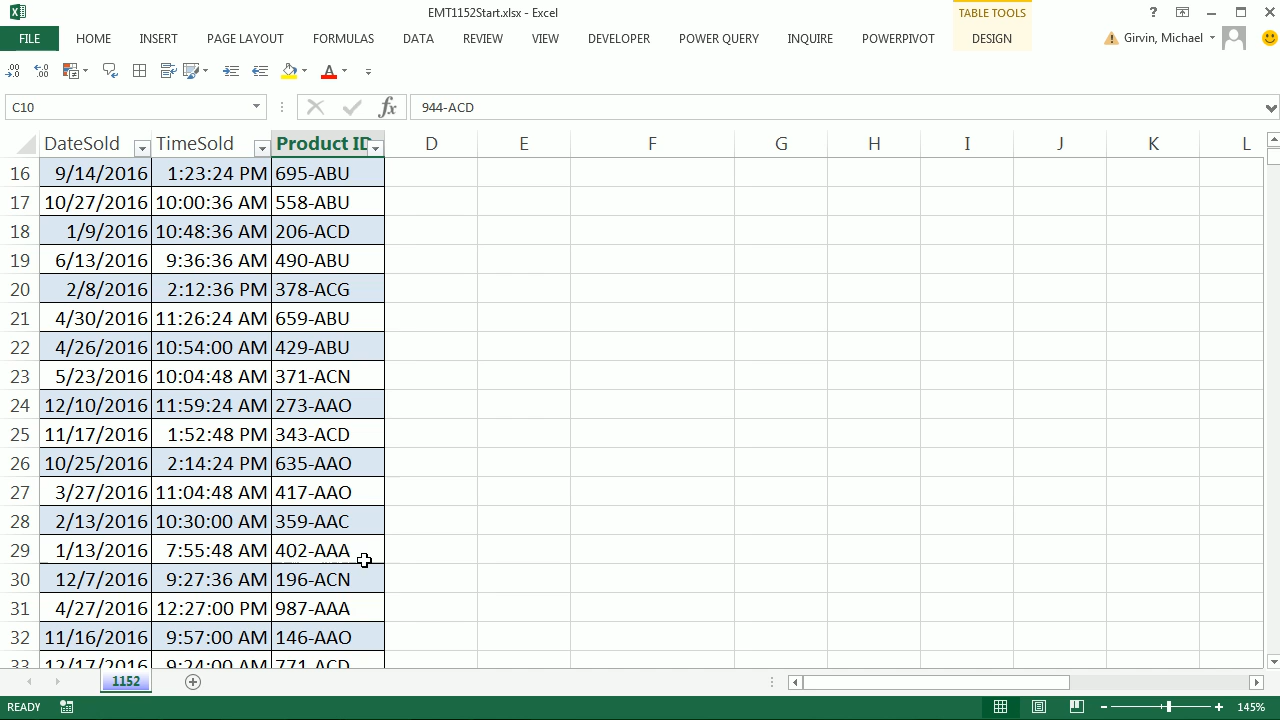 EMT1152Start.xlsx - Excel
TABLE TOOLS
FILE HOME INSERT PAGE LAYOUT FORMULAS DATA REVIEW VIEW DEVELOPER POWER QUERY INQUIRE POWERPIVOT DESIGN Girvin, Michael
C10 fx 944-ACD
DateSold TimeSold Product ID D E F G H I J K L
16 9/14/2016 1:23:24 PM 695-ABU
17 10/27/2016 10:00:36 AM 558-ABU
18 1/9/2016 10:48:36 AM 206-ACD
19 6/13/2016 9:36:36 AM 490-ABU
20 2/8/2016 2:12:36 PM 378-ACG
21 4/30/2016 11:26:24 AM 659-ABU
22 4/26/2016 10:54:00 AM 429-ABU
23 5/23/2016 10:04:48 AM 371-ACN
24 12/10/2016 11:59:24 AM 273-AAO
25 11/17/2016 1:52:48 PM 343-ACD
26 10/25/2016 2:14:24 PM 635-AAO
27 3/27/2016 11:04:48 AM 417-AAO
28 2/13/2016 10:30:00 AM 359-AAC
29 1/13/2016 7:55:48 AM 402-AAA
30 12/7/2016 9:27:36 AM 196-ACN
31 4/27/2016 12:27:00 PM 987-AAA
32 11/16/2016 9:57:00 AM 146-AAO
33 12/17/2016 9:24:00 AM 771-ACD
1152
READY 145%